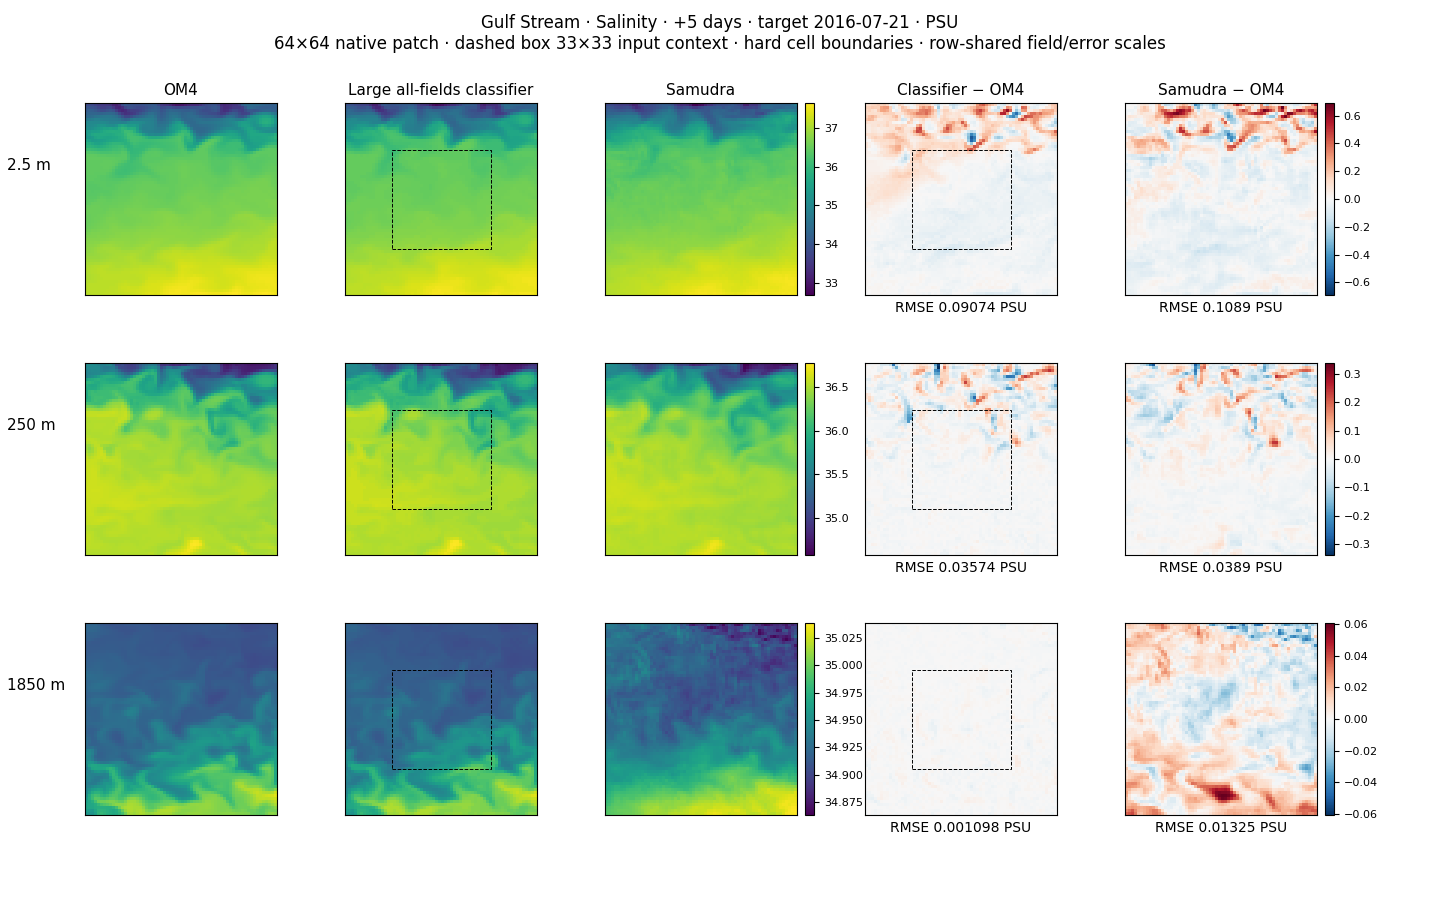 Gulf Stream · Salinity · +5 days · target 2016-07-21 · PSU
64×64 native patch · dashed box 33×33 input context · hard cell boundaries · row-shared field/error scales
OM4
Large all-fields classifier
Samudra
Classifier − OM4
Samudra − OM4
2.5 m
37
36
35
34
33
0.6
0.4
0.2
0.0
−0.2
−0.4
−0.6
RMSE 0.09074 PSU
RMSE 0.1089 PSU
250 m
36.5
36.0
35.5
35.0
0.3
0.2
0.1
0.0
−0.1
−0.2
−0.3
RMSE 0.03574 PSU
RMSE 0.0389 PSU
1850 m
35.025
35.000
34.975
34.950
34.925
34.900
34.875
0.06
0.04
0.02
0.00
−0.02
−0.04
−0.06
RMSE 0.001098 PSU
RMSE 0.01325 PSU